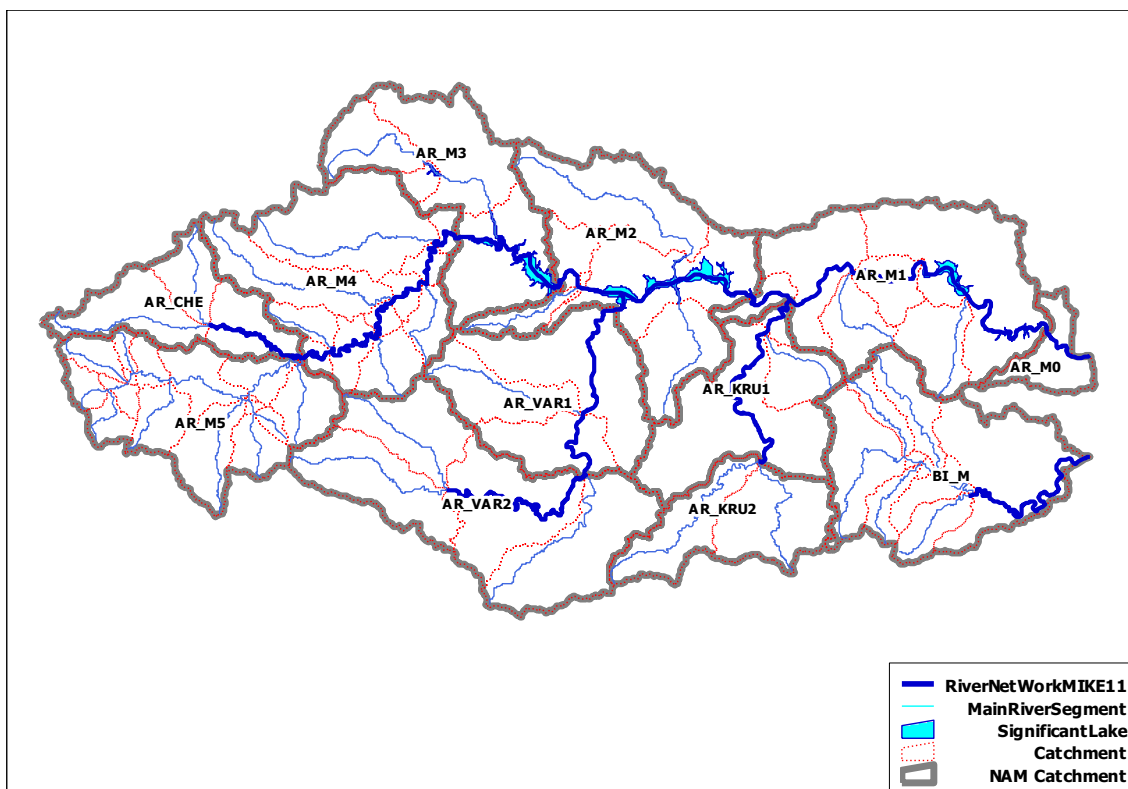 AR_M3
AR_M2
AR_M1
AR_M4
AR_CHE
AR_M0
AR_KRU1
AR_VAR1
AR_M5
BI_M
AR_VAR2
AR_KRU2
RiverNetWorkMIKE11
MainRiverSegment
SignificantLake
Catchment
NAM Catchment